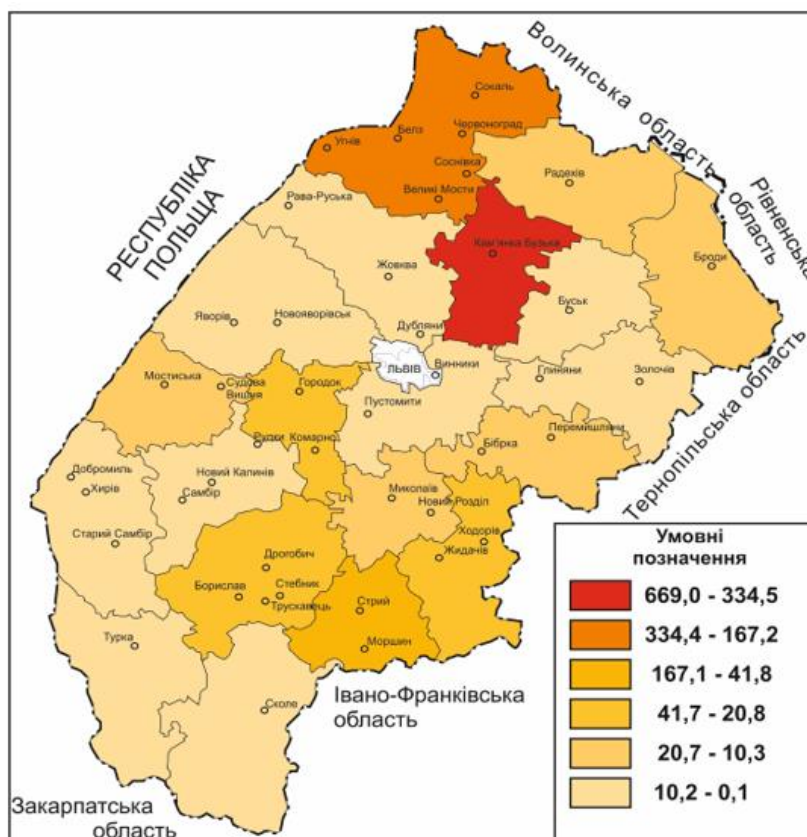 Волинська область
Рівненська
область
РЕСПУБЛІКА
ПОЛЬЩА
Тернопільська область
Івано-Франківська
область
Закарпатська
область
Сокаль
Червоноград
Белз
Угнів
Соснівка
Великі Мости
Радехів
Рава-Руська
Кам'янка Бузька
Броди
Жовква
Буськ
Яворів
Новояворівськ
Дубляни
ЛЬВІВ
Винники
Глиняни
Золочів
Мостиська
Судова
Вишня
Городок
Пустомити
Рудки
Комарно
Бібрка
Перемишляни
Добромиль
Хирів
Новий Калинів
Самбір
Миколаїв
Новий Розділ
Ходорів
Старий Самбір
Жидачів
Дрогобич
Борислав
Стебник
Трускавець
Стрий
Моршин
Турка
Сколе
Умовні
позначення
669,0 - 334,5
334,4 - 167,2
167,1 - 41,8
41,7 - 20,8
20,7 - 10,3
10,2 - 0,1